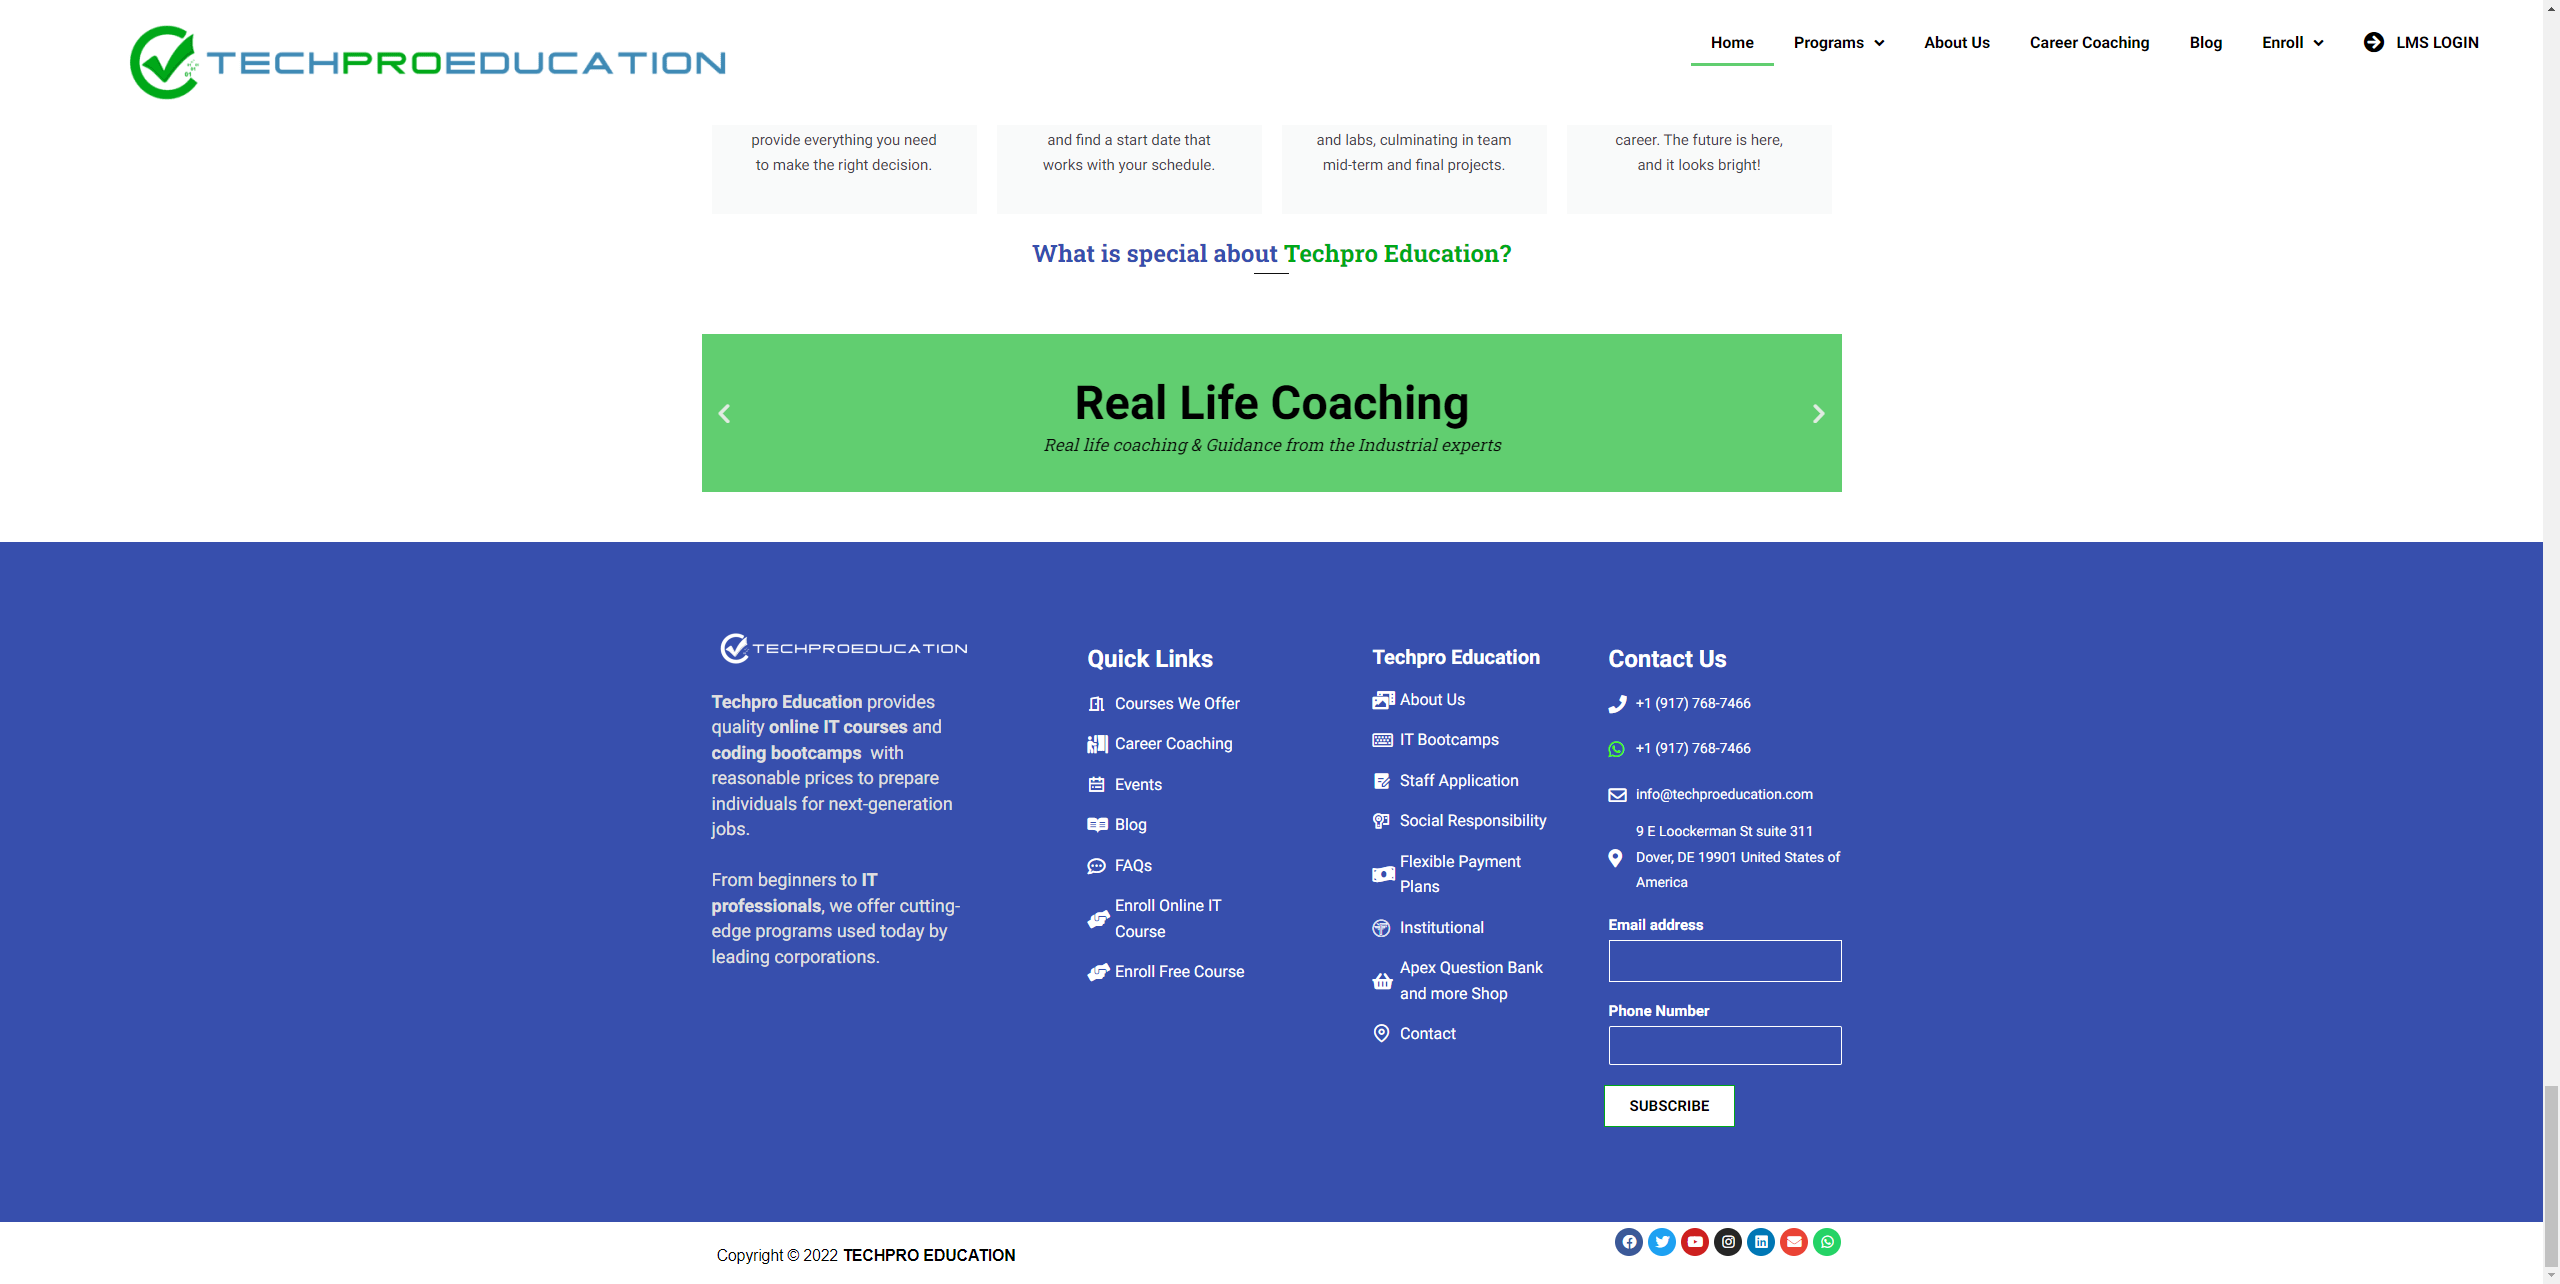 TECHPROEDUCATION
Home
Programs
About Us
Career Coaching
Blog
Enroll
LMS LOGIN
provide everything you need
to make the right decision.
and find a start date that
works with your schedule.
and labs, culminating in team
mid-term and final projects.
career. The future is here,
and it looks bright!
What is special about Techpro Education?
Real Life Coaching
Real life coaching & Guidance from the Industrial experts
TECHPROEDUCATION
Techpro Education provides
quality online IT courses and
coding bootcamps with
reasonable prices to prepare
individuals for next-generation
jobs.
From beginners to IT
professionals, we offer cutting-
edge programs used today by
leading corporations.
Quick Links
Courses We Offer
Career Coaching
Events
Blog
FAQs
Enroll Online IT
Course
Enroll Free Course
Techpro Education
About Us
IT Bootcamps
Staff Application
Social Responsibility
Flexible Payment
Plans
Institutional
Apex Question Bank
and more Shop
Contact
Contact Us
+1 (917) 768-7466
+1 (917) 768-7466
info@techproeducation.com
9 E Loockerman St suite 311
Dover, DE 19901 United States of
America
Email address
Phone Number
SUBSCRIBE
Copyright © 2022 TECHPRO EDUCATION